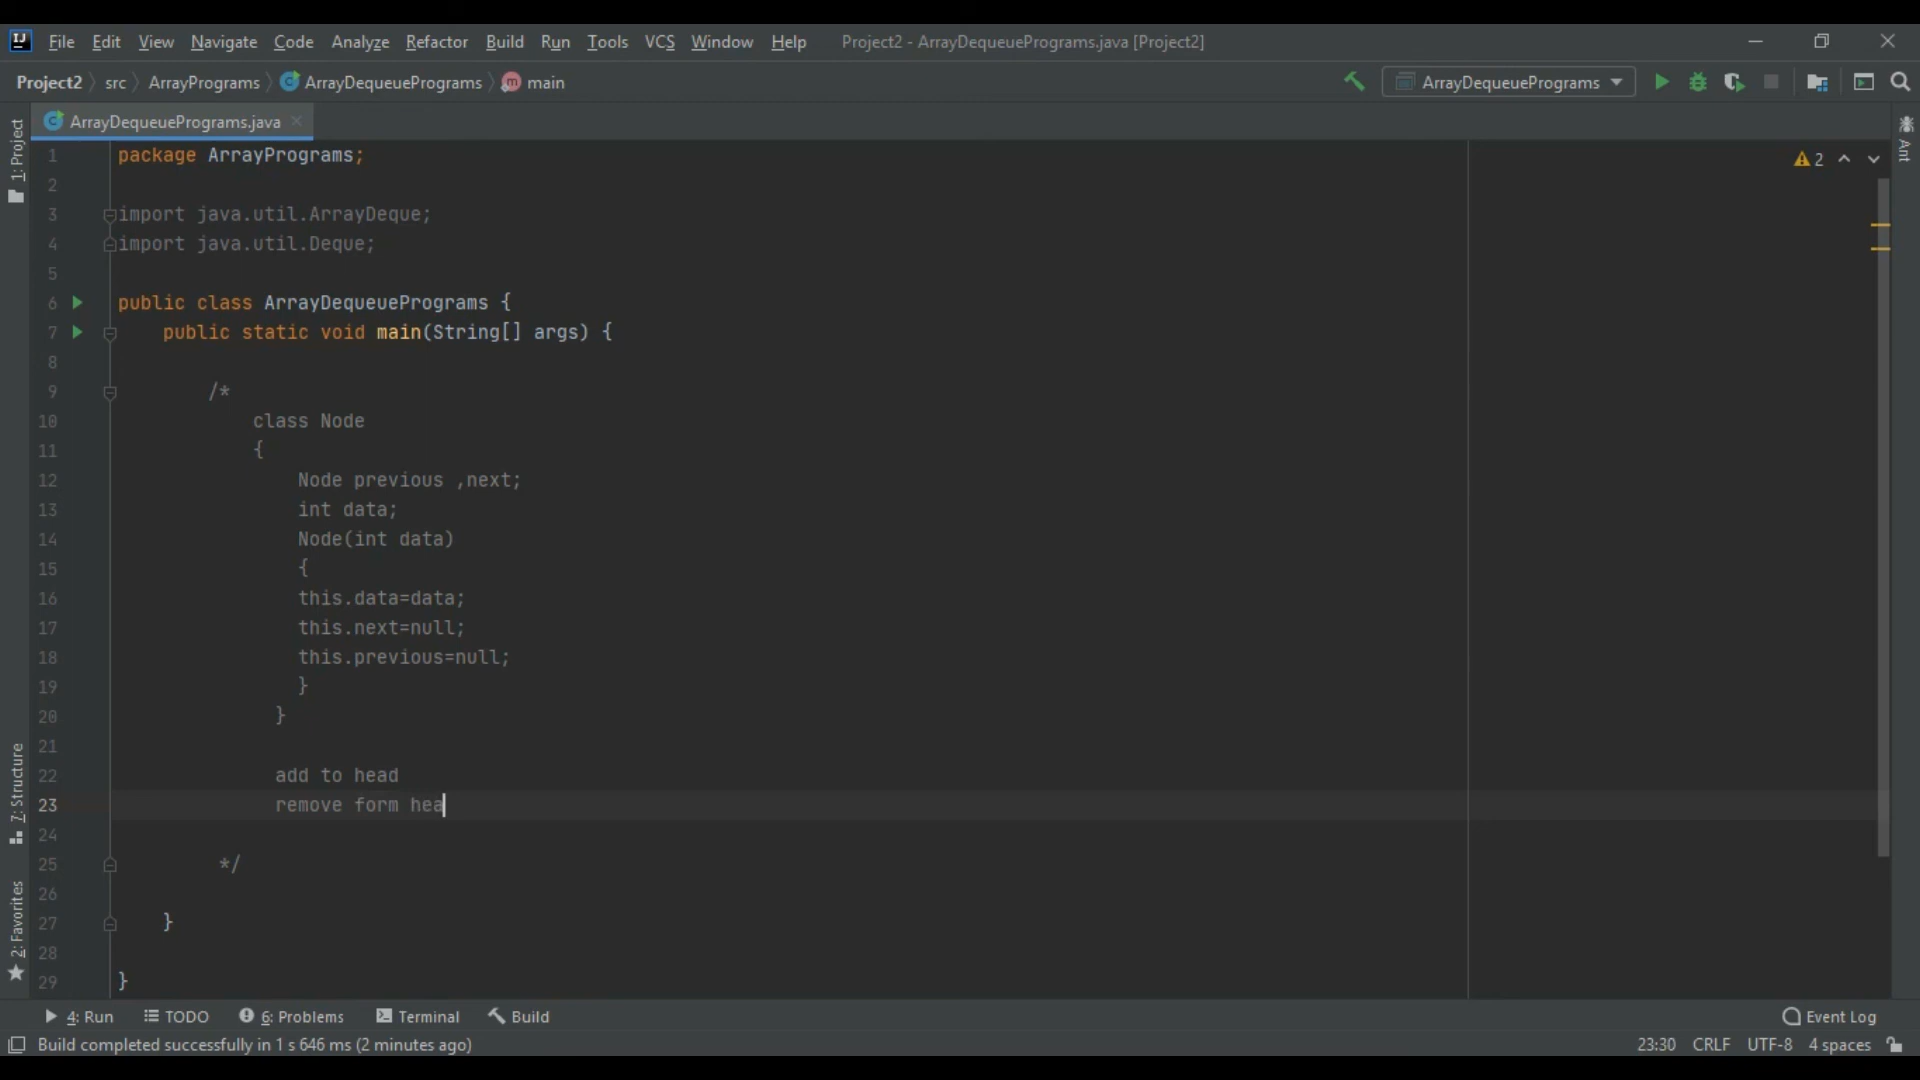 IJ File Edit View Navigate Code Analyze Refactor Build Run Tools VCS Window Help Project2 - ArrayDequeuePrograms.java [Project2]
Project2 src ArrayPrograms ArrayDequeuePrograms m main ArrayDequeuePrograms
ArrayDequeuePrograms.java
1: Project
Ant
1 package ArrayPrograms;
2
2
3 import java.util.ArrayDeque;
4 import java.util.Deque;
5
6 public class ArrayDequeuePrograms {
7 public static void main(String[] args) {
8
9 /*
10 class Node
11 {
12 Node previous ,next;
13 int data;
14 Node(int data)
15 {
16 this.data=data;
17 this.next=null;
18 this.previous=null;
19 }
20 }
21
22 add to head
23 remove form hea
24
25 */
26
27 }
28
29 }
7: Structure
2: Favorites
4: Run TODO 6: Problems Terminal Build Event Log
Build completed successfully in 1 s 646 ms (2 minutes ago) 23:30 CRLF UTF-8 4 spaces